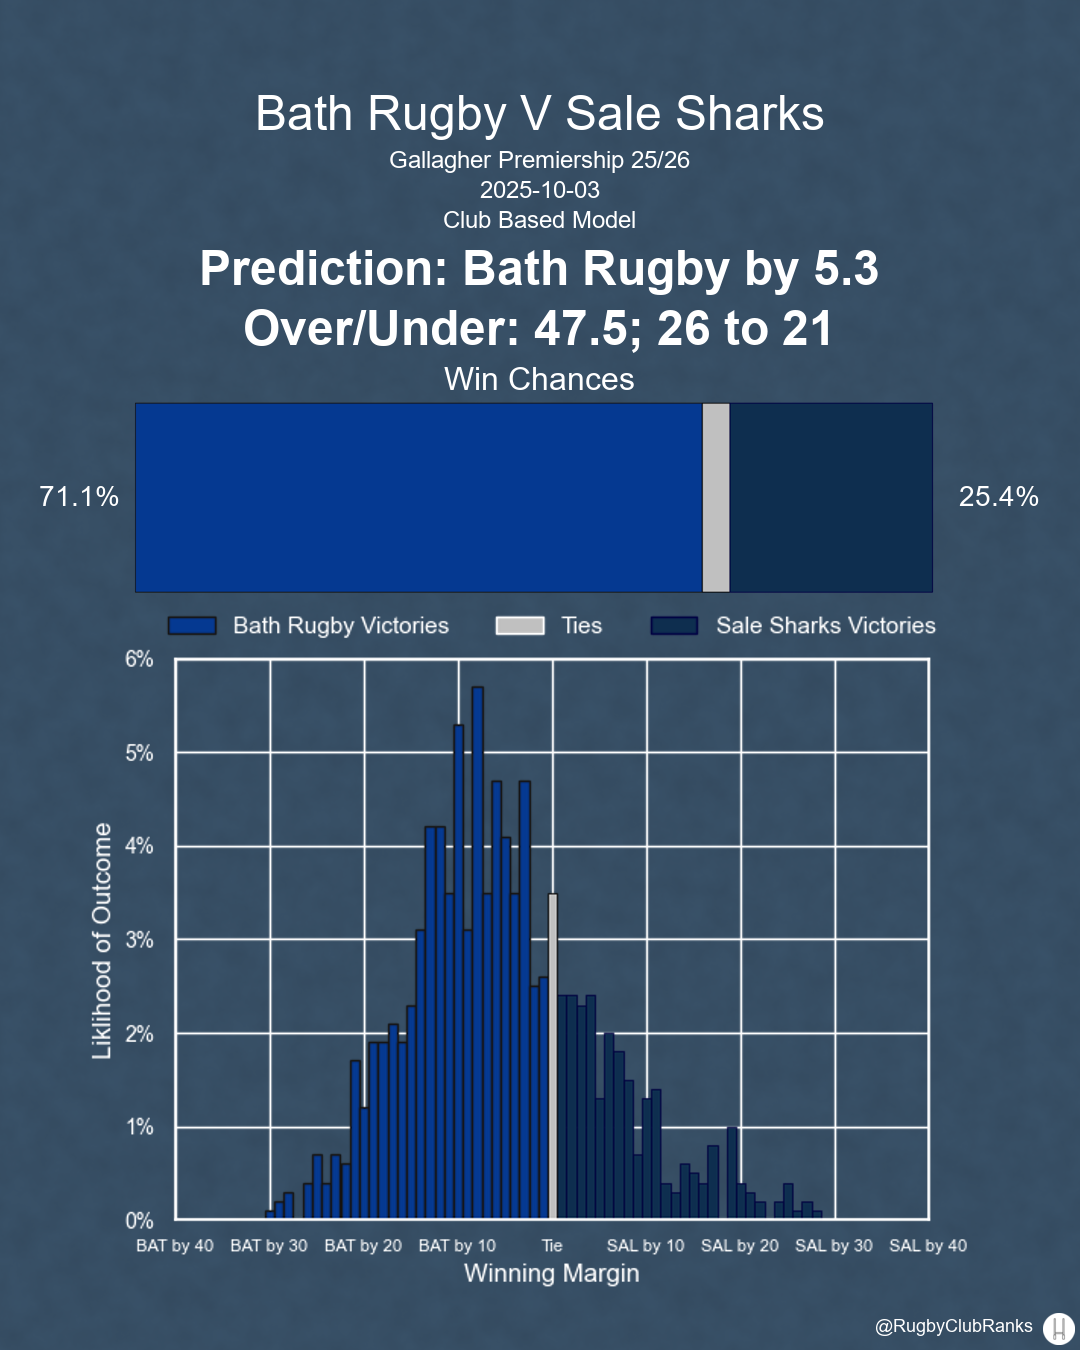 Bath Rugby V Sale Sharks
Gallagher Premiership 25/26
2025-10-03
Club Based Model
Prediction: Bath Rugby by 5.3
Over/Under: 47.5; 26 to 21
Win Chances
71.1%
25.4%
Bath Rugby Victories
Ties
Sale Sharks Victories
6%
5%
4%
3%
2%
1%
0%
Liklihood of Outcome
BAT by 40
BAT by 30
BAT by 20
BAT by 10
Tie
SAL by 10
SAL by 20
SAL by 30
SAL by 40
Winning Margin
@RugbyClubRanks